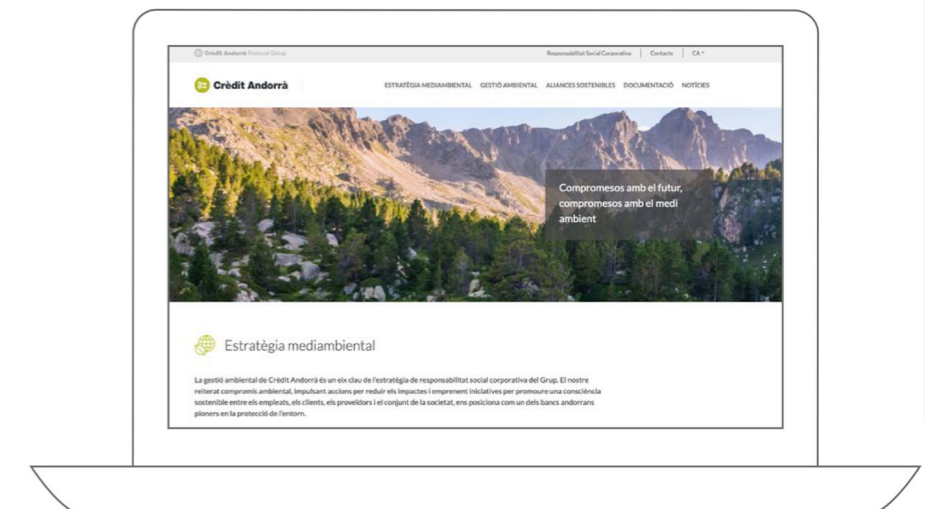 Crèdit Andorrà Financial Group
Responsabilitat Social Corporativa
Contacte
CA
Crèdit Andorrà
ESTRATÈGIA MEDIAMBIENTAL
GESTIÓ AMBIENTAL
ALIANCES SOSTENIBLES
DOCUMENTACIÓ
NOTÍCIES
Compromesos amb el futur,
compromesos amb el medi
ambient
Estratègia mediambiental
La gestió ambiental de Crèdit Andorrà és un eix clau de l'estratègia de responsabilitat social corporativa del Grup. El nostre
reiterat compromís ambiental, impulsant accions per reduir els impactes i emprenent iniciatives per promoure una consciència
sostenible entre els empleats, els clients, els proveïdors i el conjunt de la societat, ens posiciona com un dels bancs andorrans
pioners en la protecció de l'entorn.